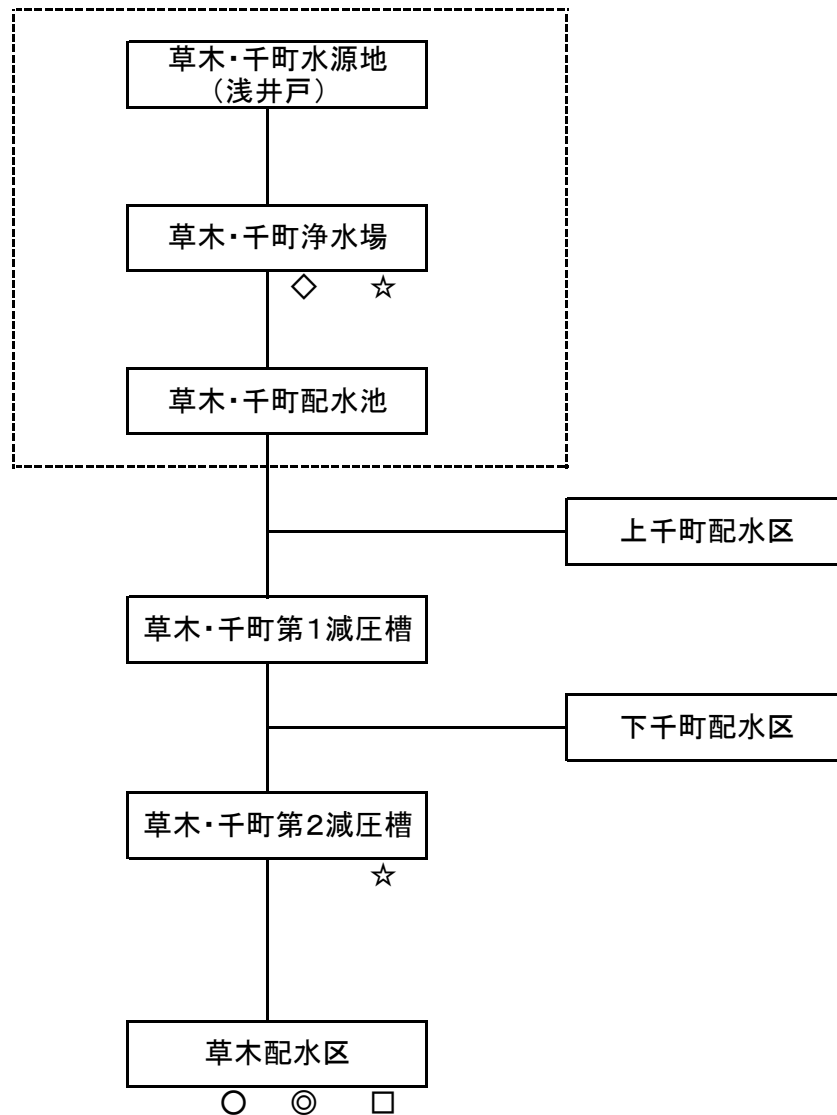 草木・千町水源地
（浅井戸）
草木・千町浄水場
◇ ☆
草木・千町配水池
上千町配水区
草木・千町第1減圧槽
下千町配水区
草木・千町第2減圧槽
☆
草木配水区
○ ◎ □